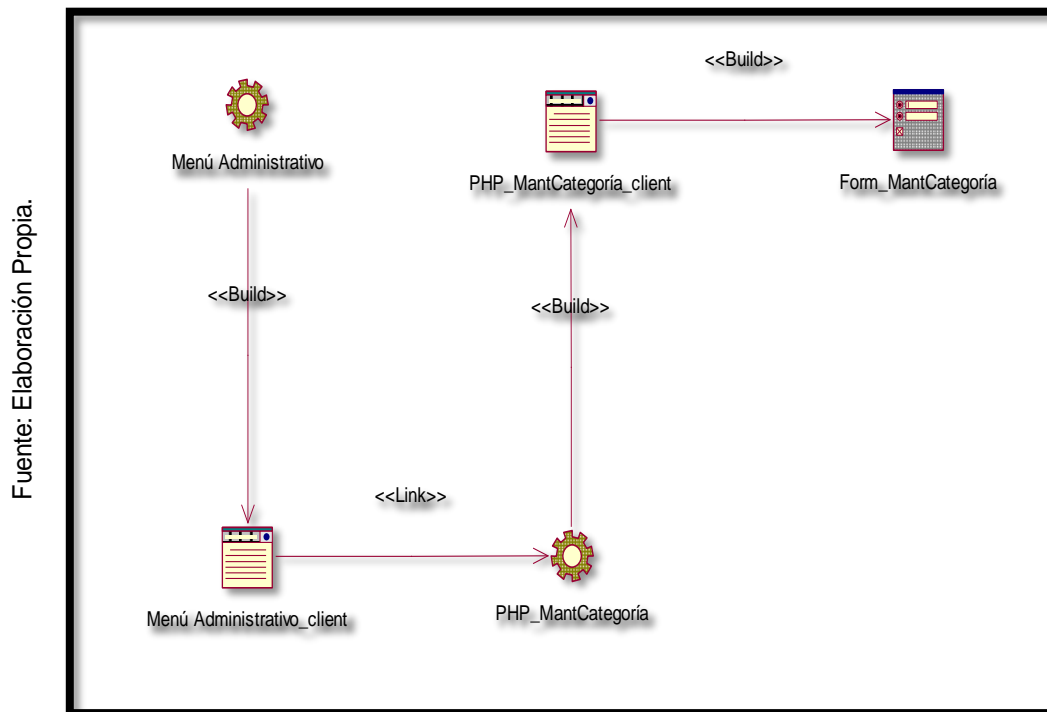 Fuente: Elaboración Propia.
<<Build>>
Menú Administrativo
PHP_MantCategoría_client
Form_MantCategoría
<<Build>>
<<Build>>
<<Link>>
Menú Administrativo_client
PHP_MantCategoría